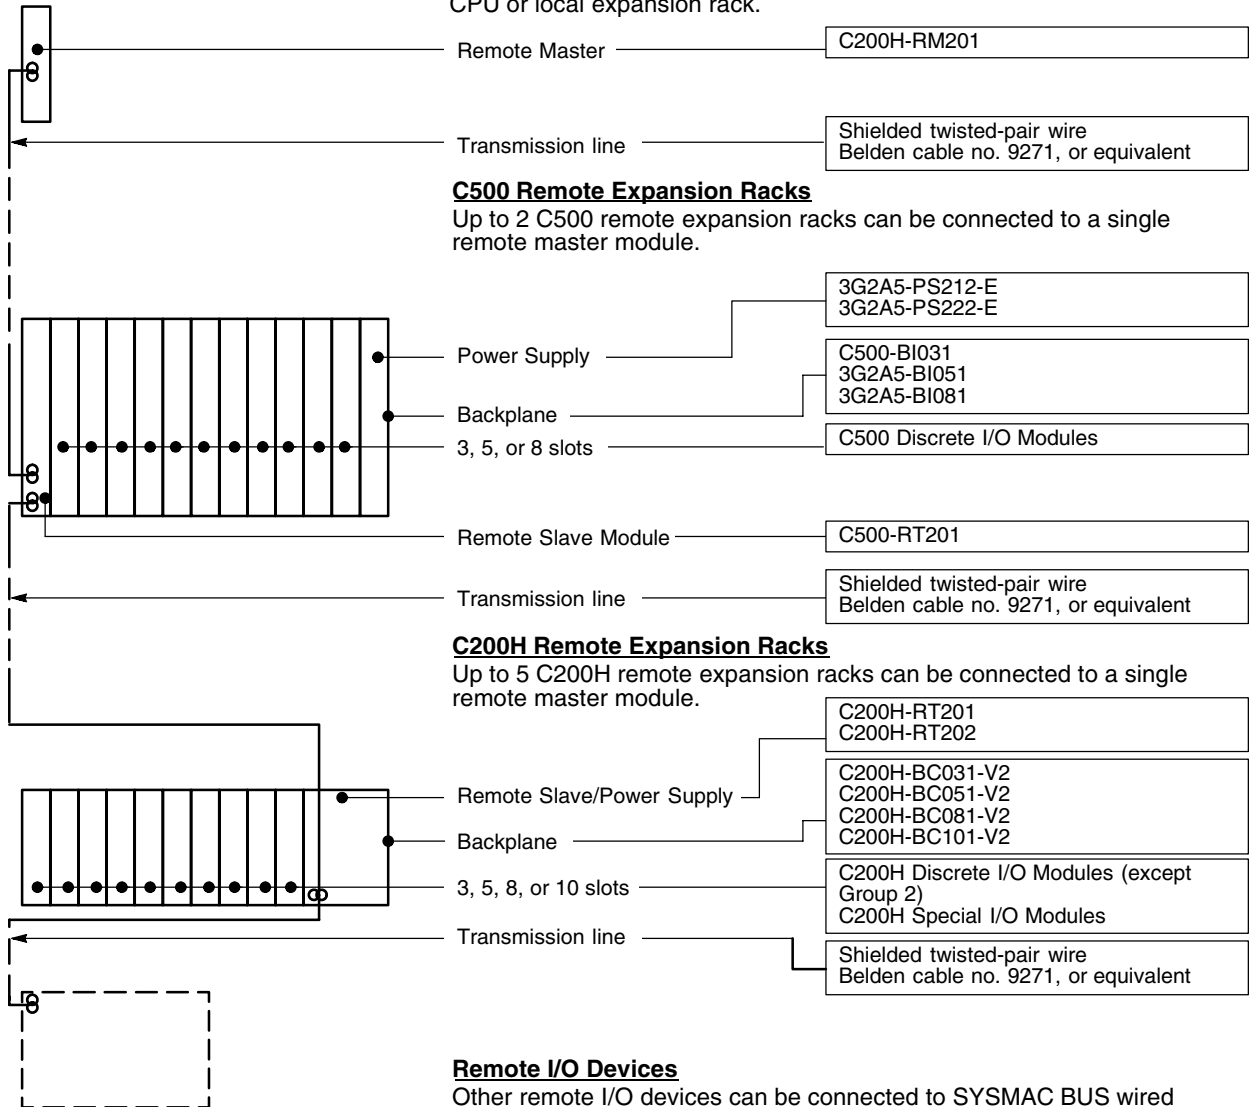 CPU or local expansion rack.
Remote Master
C200H-RM201
Transmission line
Shielded twisted-pair wire
Belden cable no. 9271, or equivalent
C500 Remote Expansion Racks
Up to 2 C500 remote expansion racks can be connected to a single
remote master module.
3G2A5-PS212-E
3G2A5-PS222-E
Power Supply
C500-BI031
3G2A5-BI051
3G2A5-BI081
Backplane
3, 5, or 8 slots
C500 Discrete I/O Modules
Remote Slave Module
C500-RT201
Transmission line
Shielded twisted-pair wire
Belden cable no. 9271, or equivalent
C200H Remote Expansion Racks
Up to 5 C200H remote expansion racks can be connected to a single
remote master module.
C200H-RT201
C200H-RT202
Remote Slave/Power Supply
C200H-BC031-V2
C200H-BC051-V2
C200H-BC081-V2
C200H-BC101-V2
Backplane
3, 5, 8, or 10 slots
C200H Discrete I/O Modules (except
Group 2)
C200H Special I/O Modules
Transmission line
Shielded twisted-pair wire
Belden cable no. 9271, or equivalent
Remote I/O Devices
Other remote I/O devices can be connected to SYSMAC BUS wired